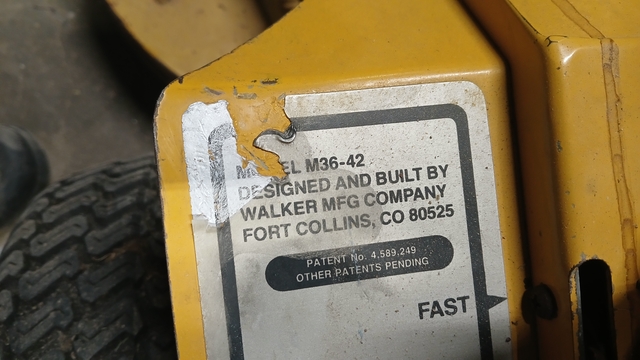 M36-42
DESIGNED AND BUILT BY
WALKER MFG COMPANY
FORT COLLINS, CO 80525
PATENT No. 4,589,249
OTHER PATENTS PENDING
FAST